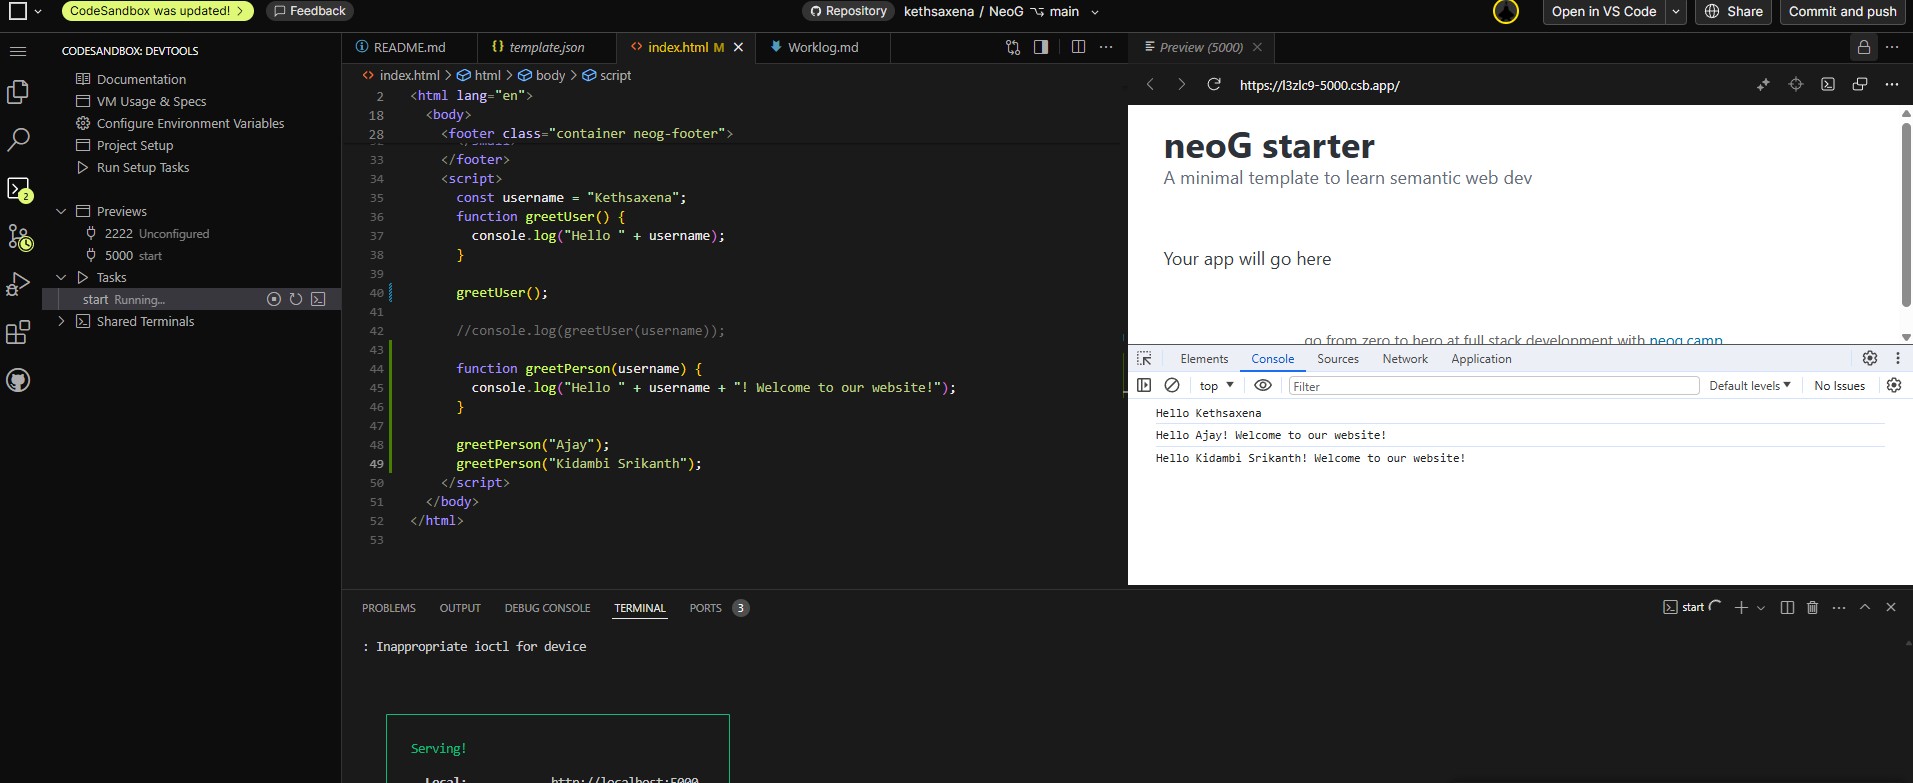 CodeSandbox was updated!
Feedback
Repository
kethsaxena / NeoG main
Open in VS Code
Share
Commit and push
CODESANDBOX: DEVTOOLS
Documentation
VM Usage & Specs
Configure Environment Variables
Project Setup
Run Setup Tasks
2
Previews
2222 Unconfigured
5000 start
Tasks
start Running...
Shared Terminals
README.md
template.json
index.html M
Worklog.md
index.html > html > body > script
2 <html lang="en">
18 <body>
28 <footer class="container neog-footer">
33 </footer>
34 <script>
35 const username = "Kethsaxena";
36 function greetUser() {
37 console.log("Hello " + username);
38 }
39
40 greetUser();
41
42 //console.log(greetUser(username));
43
44 function greetPerson(username) {
45 console.log("Hello " + username + "! Welcome to our website!");
46 }
47
48 greetPerson("Ajay");
49 greetPerson("Kidambi Srikanth");
50 </script>
51 </body>
52 </html>
53
Preview (5000)
https://l3zlc9-5000.csb.app/
neoG starter
A minimal template to learn semantic web dev
Your app will go here
go from zero to hero at full stack development with neog camp
Elements Console Sources Network Application
top Filter Default levels No Issues
Hello Kethsaxena
Hello Ajay! Welcome to our website!
Hello Kidambi Srikanth! Welcome to our website!
PROBLEMS OUTPUT DEBUG CONSOLE TERMINAL PORTS 3
start
: Inappropriate ioctl for device
Serving!
Local: http://localhost:5000